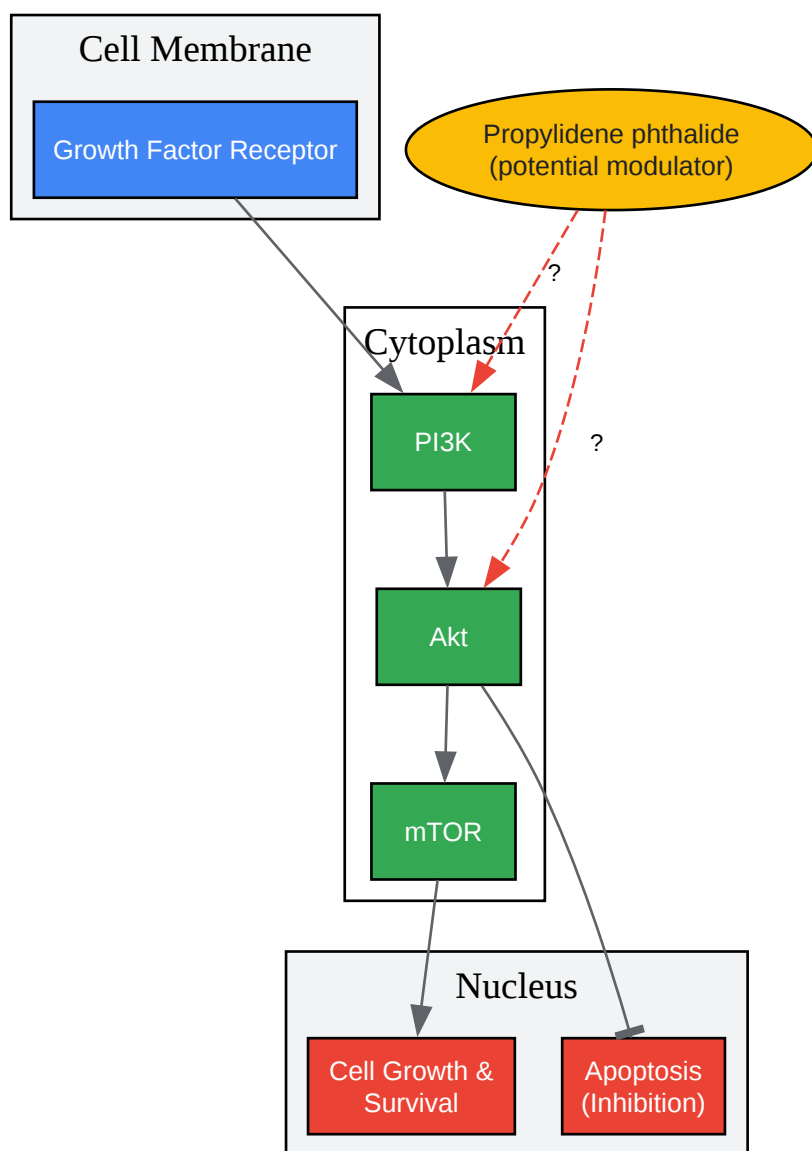 Cell Membrane
Growth Factor Receptor
Propylidene phthalide
(potential modulator)
?
Cytoplasm
PI3K
?
Akt
mTOR
Nucleus
Cell Growth &
Survival
Apoptosis
(Inhibition)